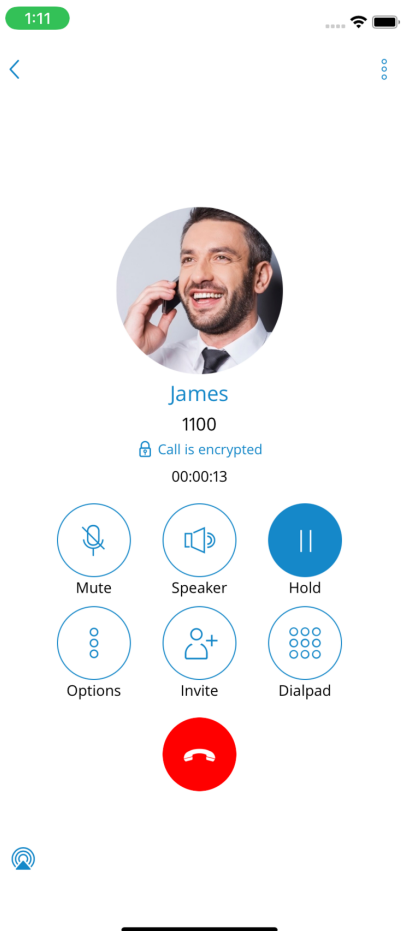 1:11
James
1100
Call is encrypted
00:00:13
Mute Speaker Hold
Options Invite Dialpad